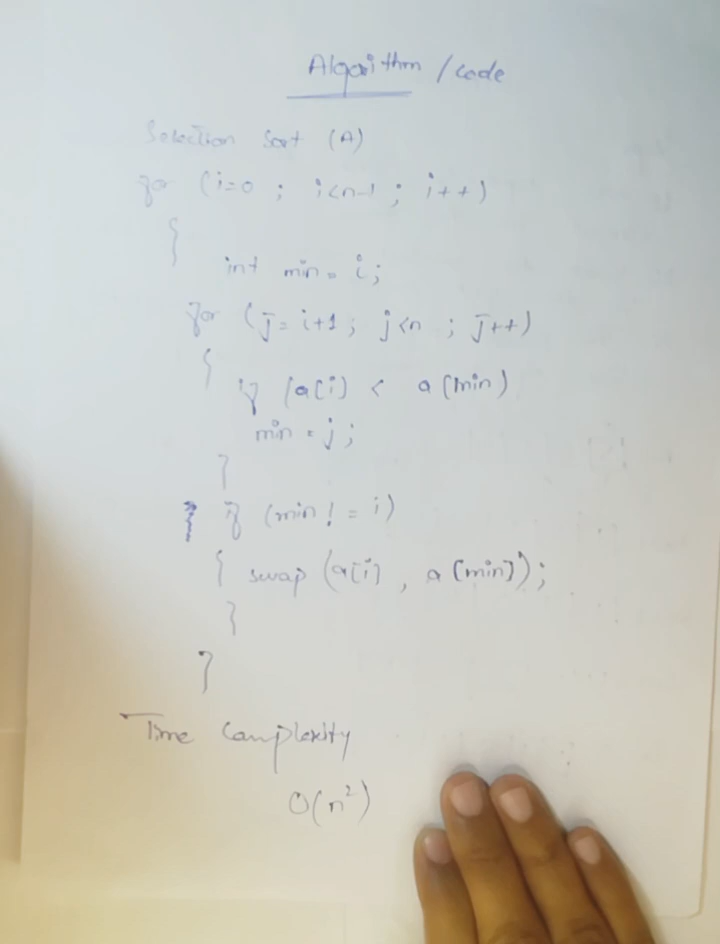 Algorithm / code
Selection Sort (A)
for (i=0 ; i<n-1 ; i++)
{
int min = i;
for (j = i+1 ; j<n ; j++)
{
if (a[i] < a [min)
min = j ;
}
if (min ! = i)
{ swap (a[i] , a [min]) ;
}
}
Time Complexity
O(n²)